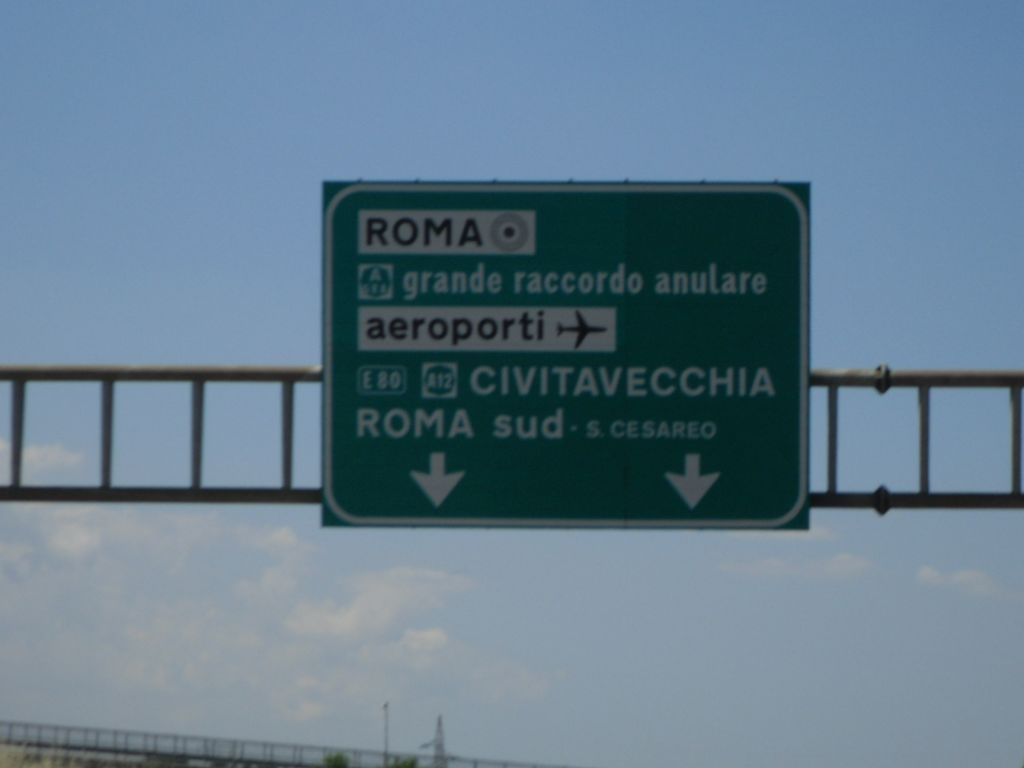 ROMA
grande raccordo anulare
aeroporti
E 80 A12 CIVITAVECCHIA
ROMA sud - S. CESAREO